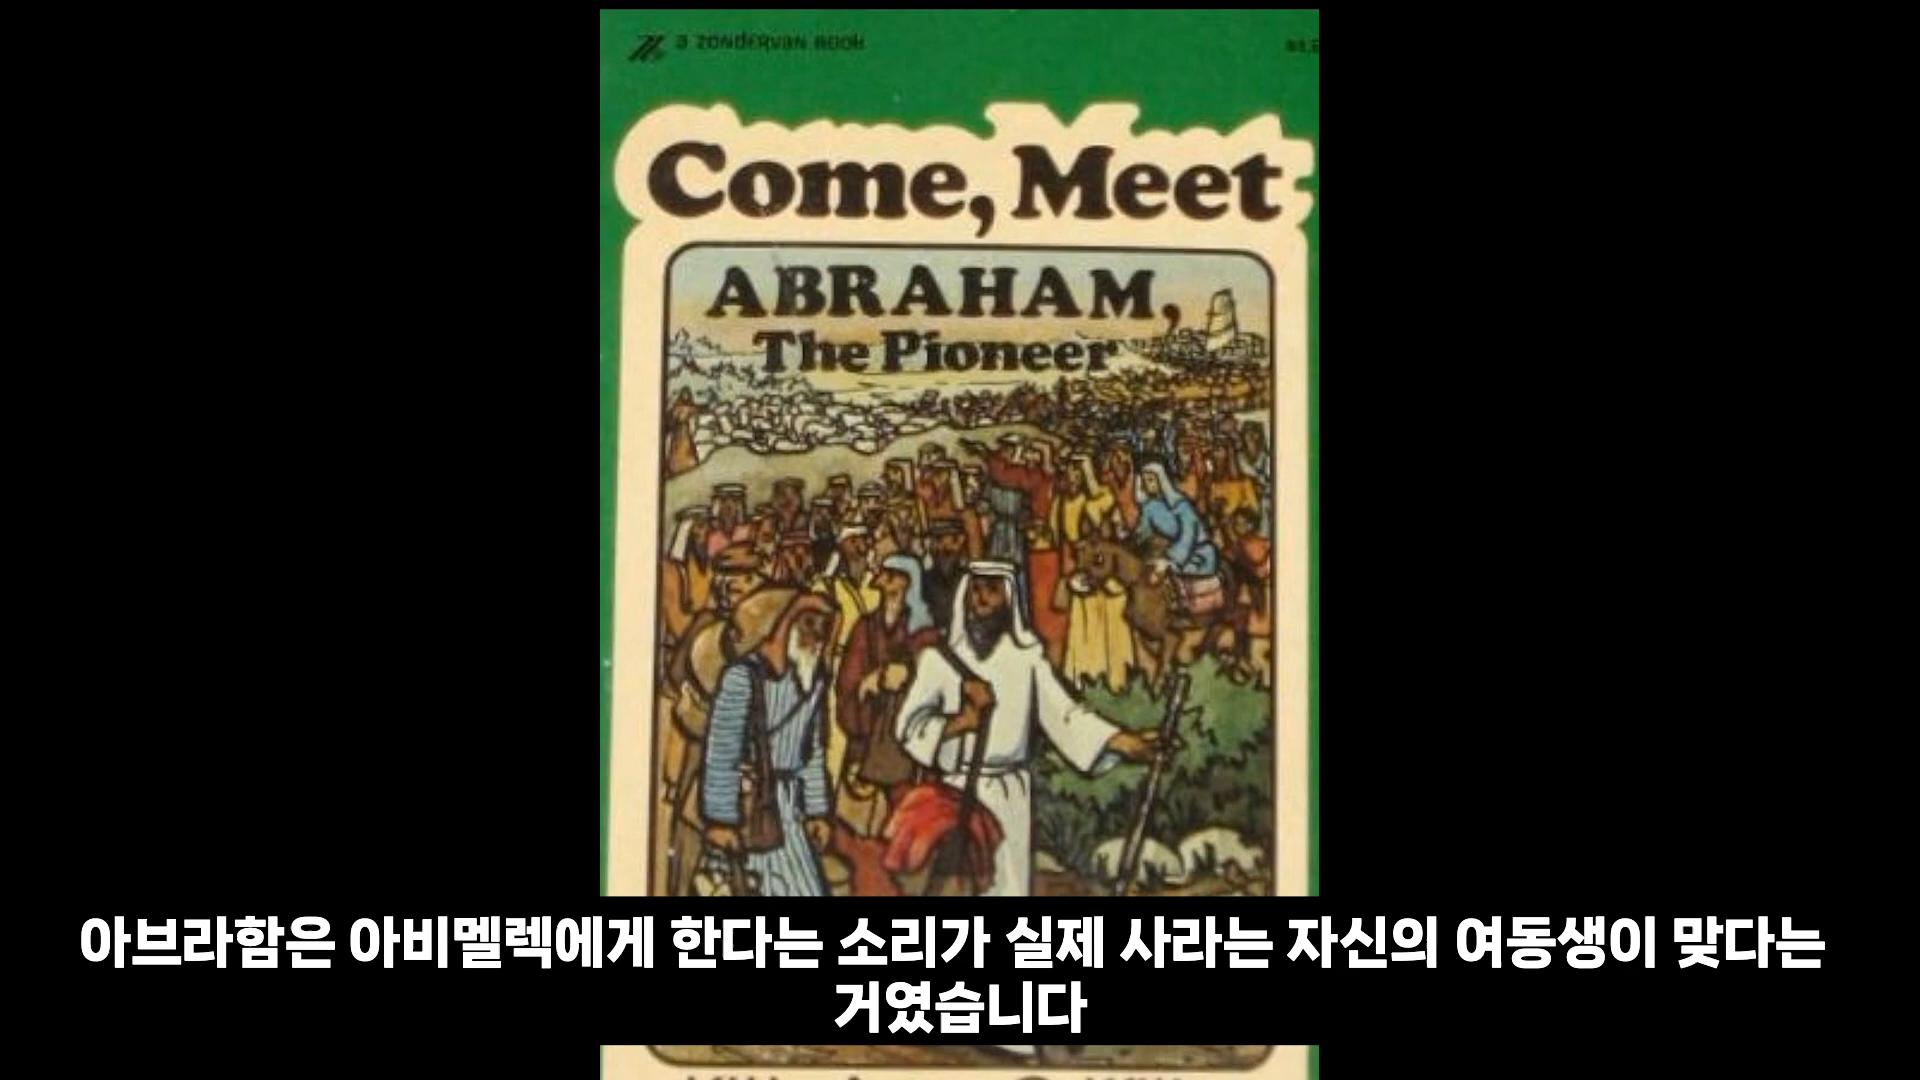 a zondervan book
Come, Meet
ABRAHAM,
The Pioneer
아브라함은 아비멜렉에게 한다는 소리가 실제 사라는 자신의 여동생이 맞다는
거였습니다